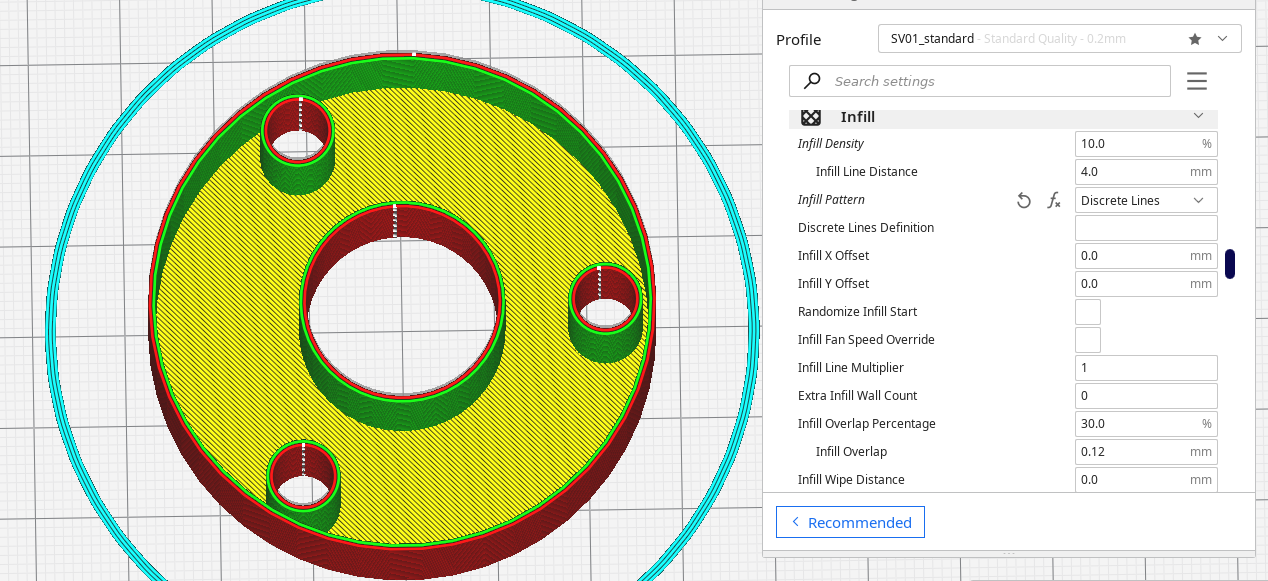 Profile
SV01_standard - Standard Quality - 0.2mm
Search settings
Infill
Infill Density 10.0 %
Infill Line Distance 4.0 mm
Infill Pattern Discrete Lines
Discrete Lines Definition
Infill X Offset 0.0 mm
Infill Y Offset 0.0 mm
Randomize Infill Start
Infill Fan Speed Override
Infill Line Multiplier 1
Extra Infill Wall Count 0
Infill Overlap Percentage 30.0 %
Infill Overlap 0.12 mm
Infill Wipe Distance 0.0 mm
Recommended